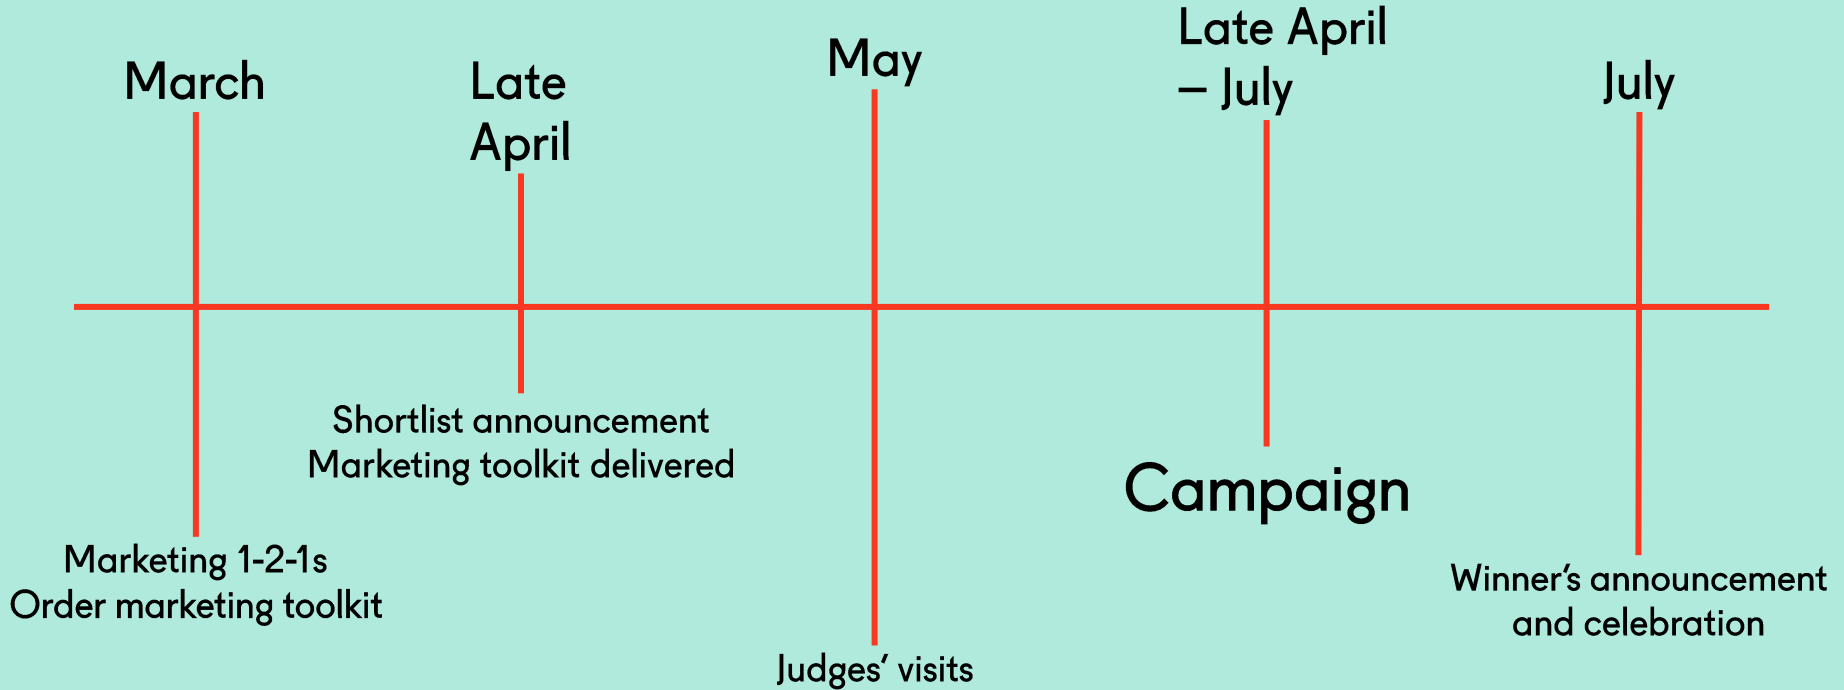 March
Late
April
May
Late April
– July
July
Shortlist announcement
Marketing toolkit delivered
Campaign
Marketing 1-2-1s
Order marketing toolkit
Winner’s announcement
and celebration
Judges’ visits